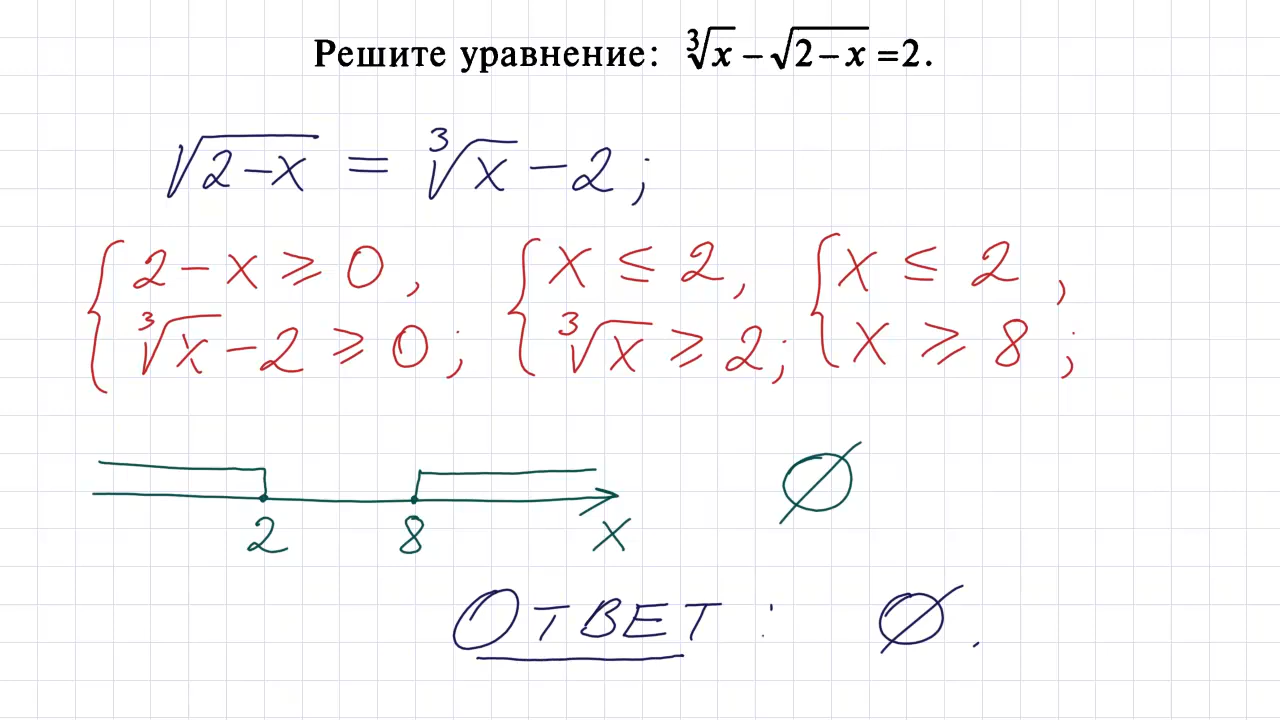 Решите уравнение: ∛x − √(2−x) = 2.
√(2−x) = ∛x − 2;
{ 2 − x ≥ 0, { x ≤ 2, { x ≤ 2,
∛x − 2 ≥ 0; ∛x ≥ 2; x ≥ 8;
∅
2 8 x
Ответ: ∅.